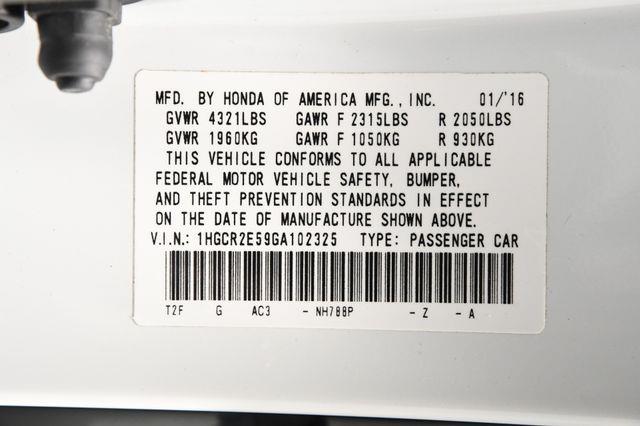 MFD. BY HONDA OF AMERICA MFG., INC. 01/'16
GVWR 4321LBS GAWR F 2315LBS R 2050LBS
GVWR 1960KG GAWR F 1050KG R 930KG
THIS VEHICLE CONFORMS TO ALL APPLICABLE
FEDERAL MOTOR VEHICLE SAFETY, BUMPER,
AND THEFT PREVENTION STANDARDS IN EFFECT
ON THE DATE OF MANUFACTURE SHOWN ABOVE.
V.I.N.: 1HGCR2E59GA102325 TYPE: PASSENGER CAR
T2F G AC3 - NH788P - Z - A